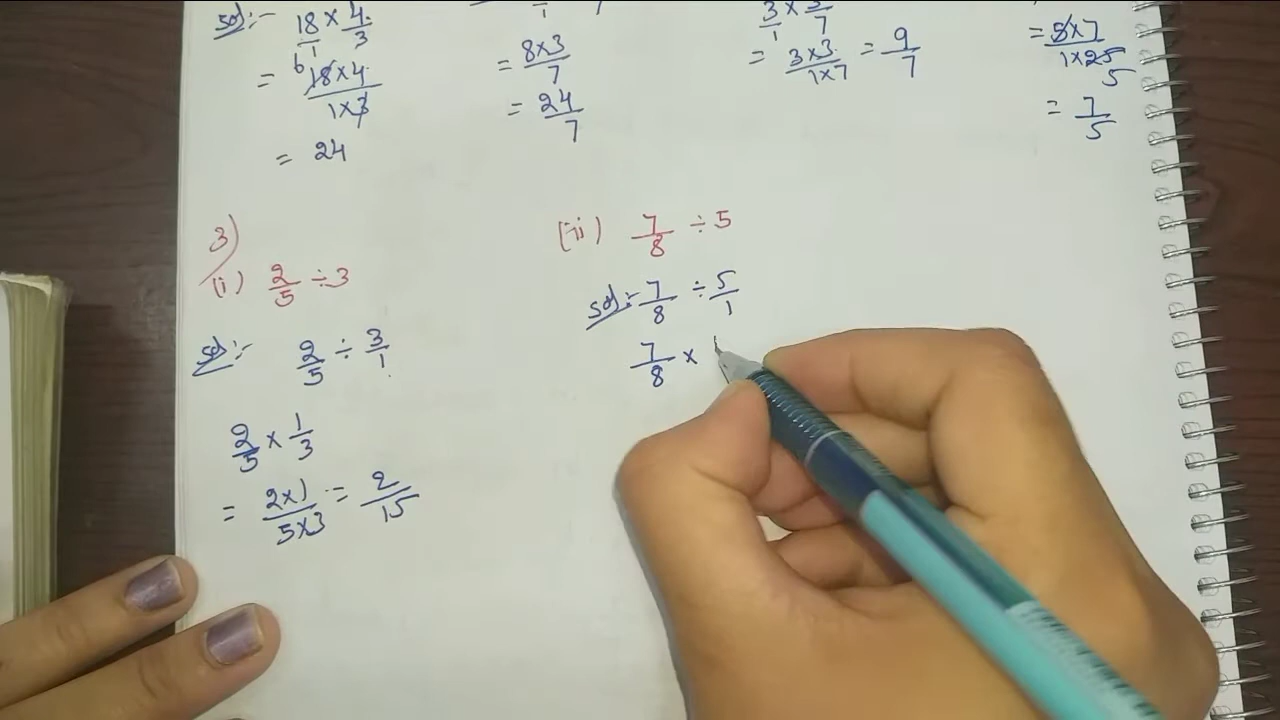 Sol:- 18/1 × 4/3
= 18×4/1×3 6
= 24
= 8×3/7
= 24/7
3/1 × 3/7
= 3×3/1×7 = 9/7
= 5×7/1×25 5
= 7/5
3)
(i) 2/5 ÷3
Sol:- 2/5 ÷ 3/1
2/5 × 1/3
= 2×1/5×3 = 2/15
(ii) 7/8 ÷5
Sol:- 7/8 ÷ 5/1
7/8 ×